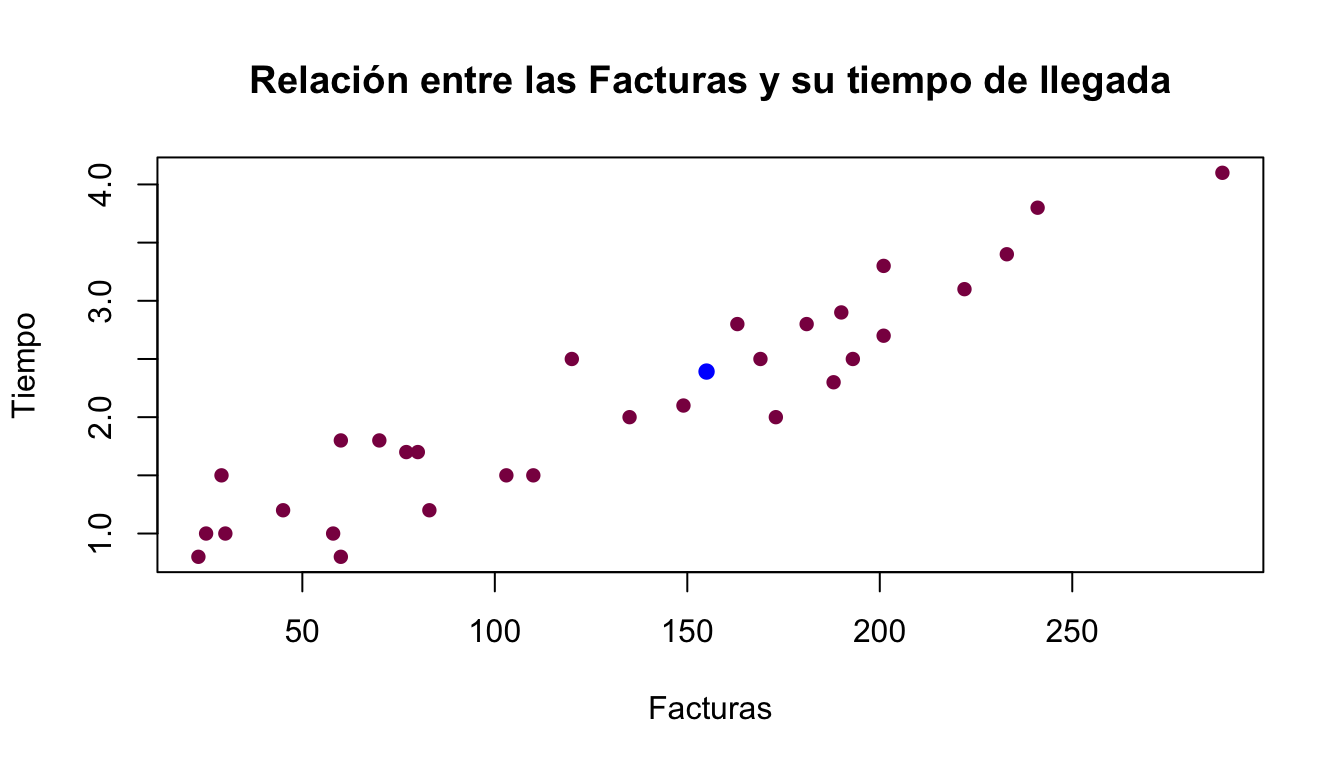 Relación entre las Facturas y su tiempo de llegada
4.0
3.0
2.0
1.0
Tiempo
50 100 150 200 250
Facturas